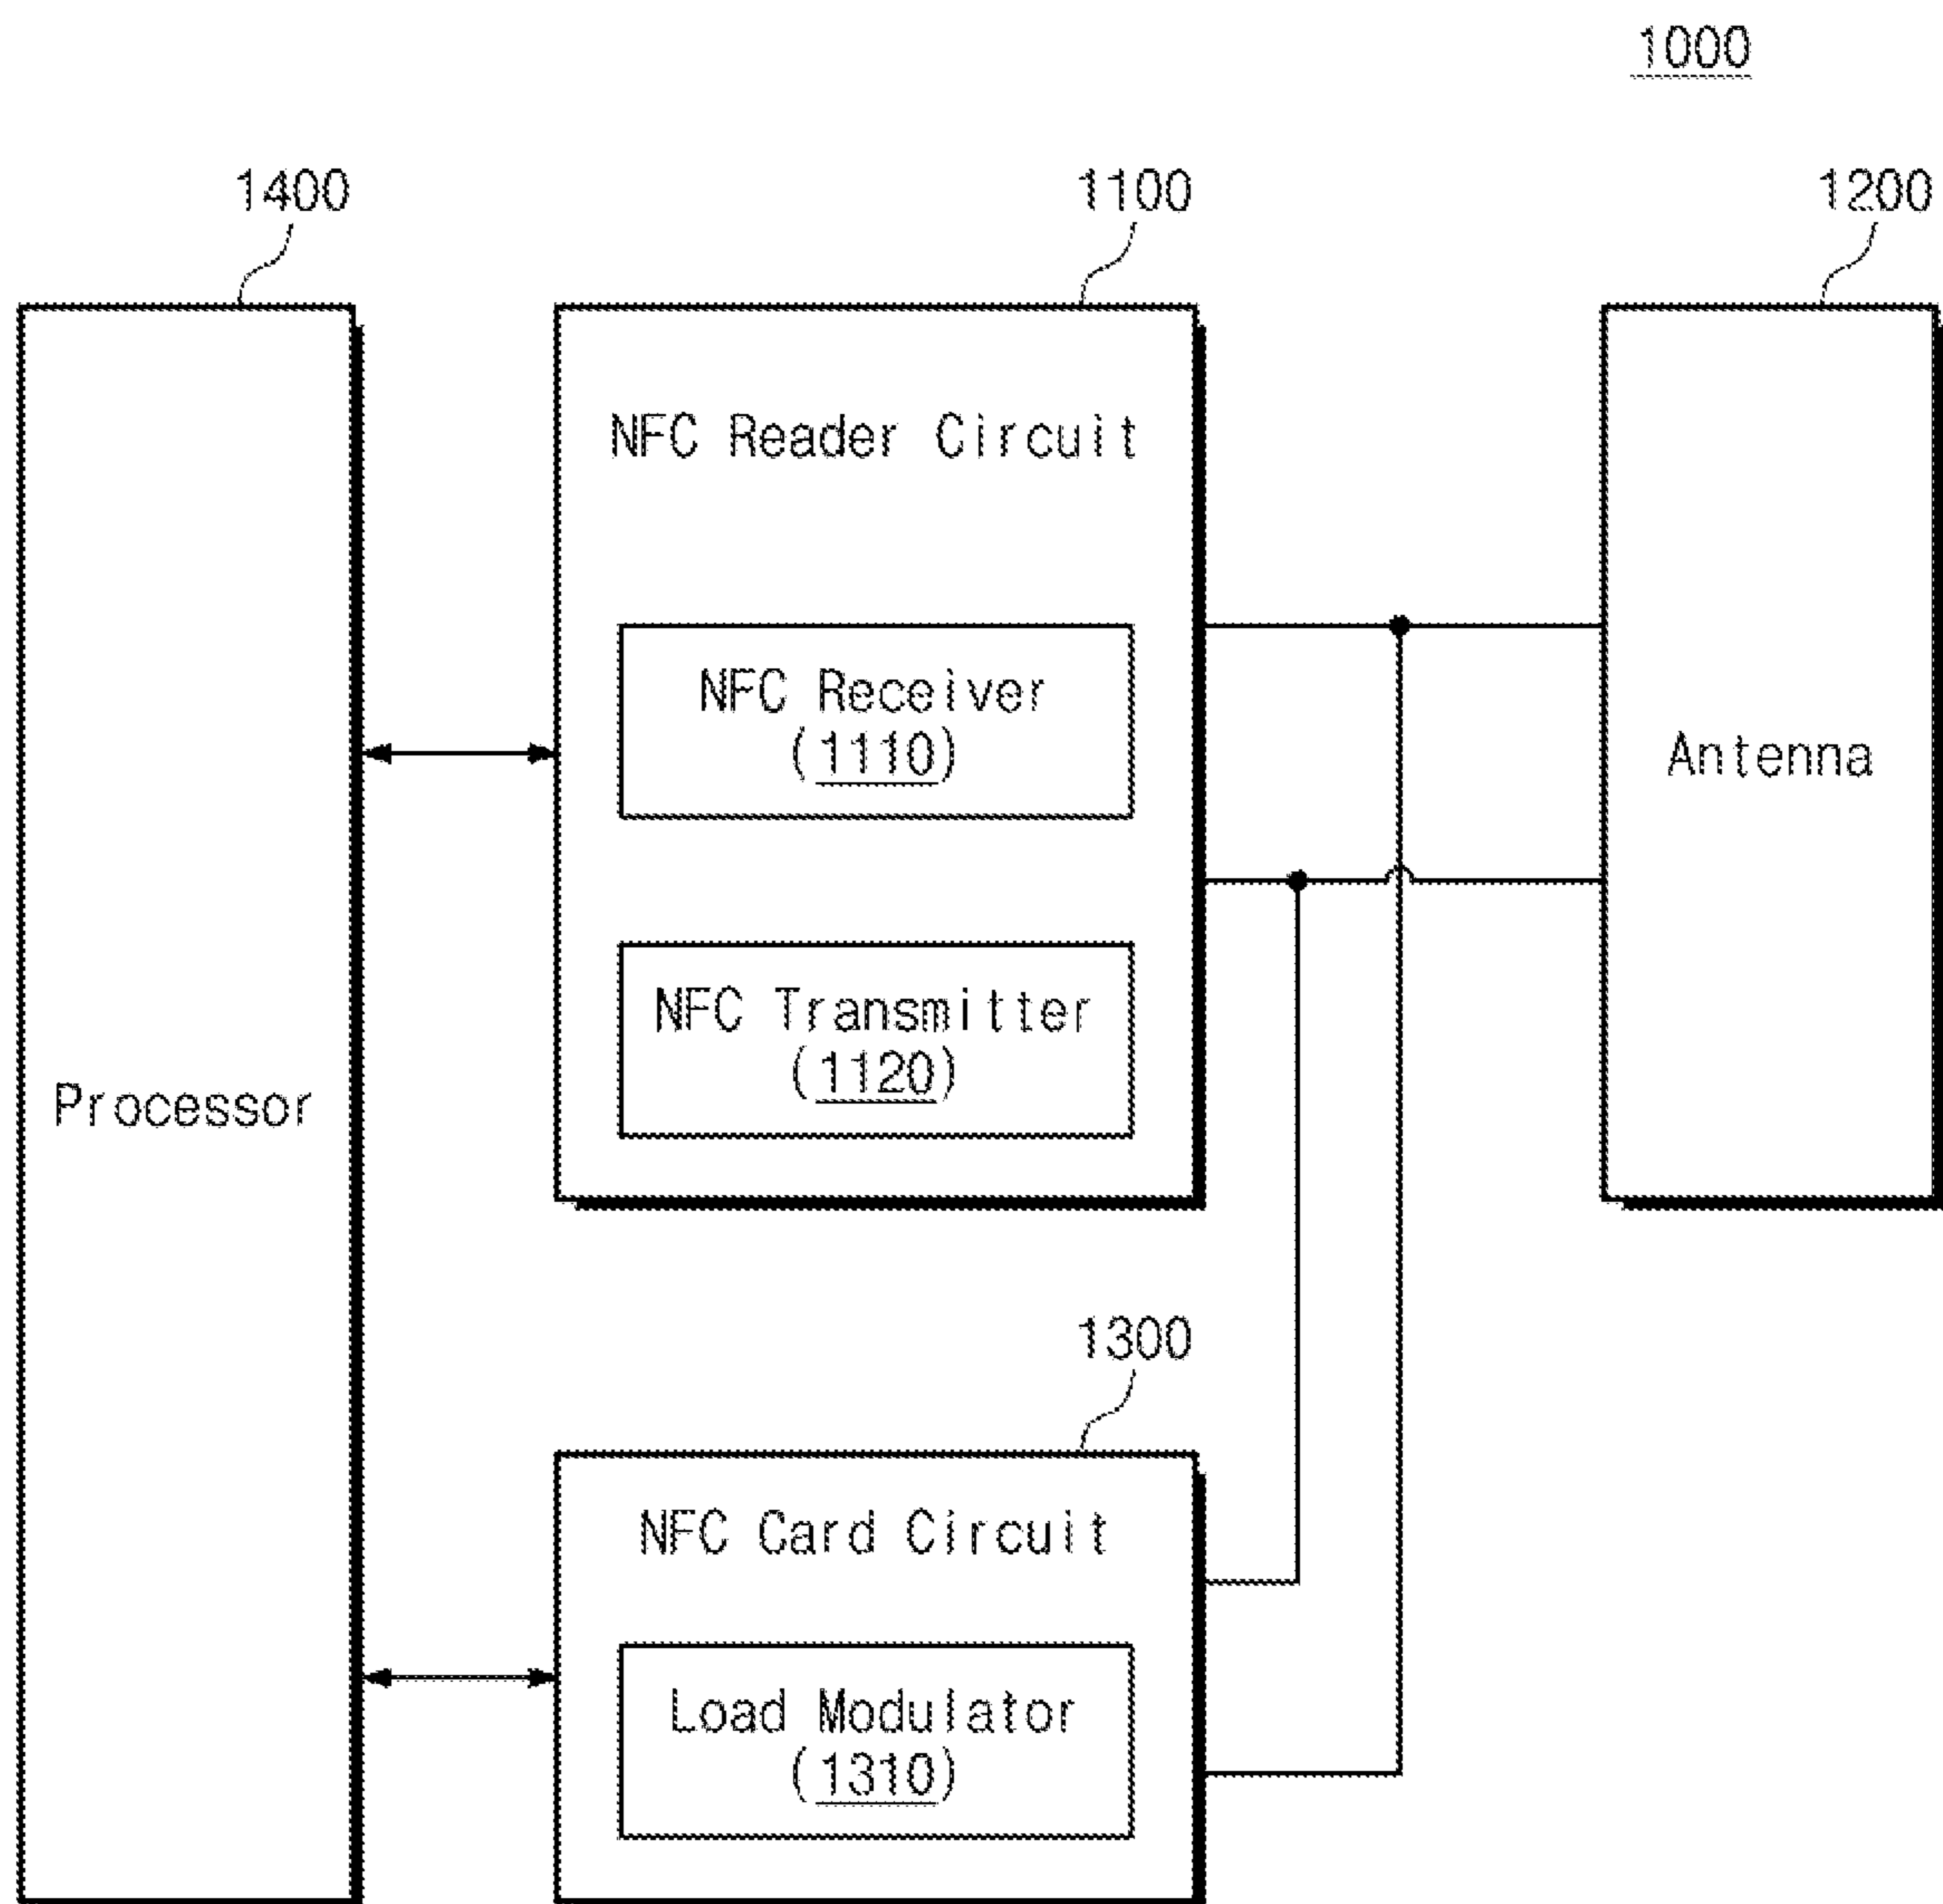 1000
1400
1100
1200
NFC Reader Circuit
NFC Receiver
(1110)
Antenna
NFC Transmitter
(1120)
Processor
1300
NFC Card Circuit
Load Modulator
(1310)